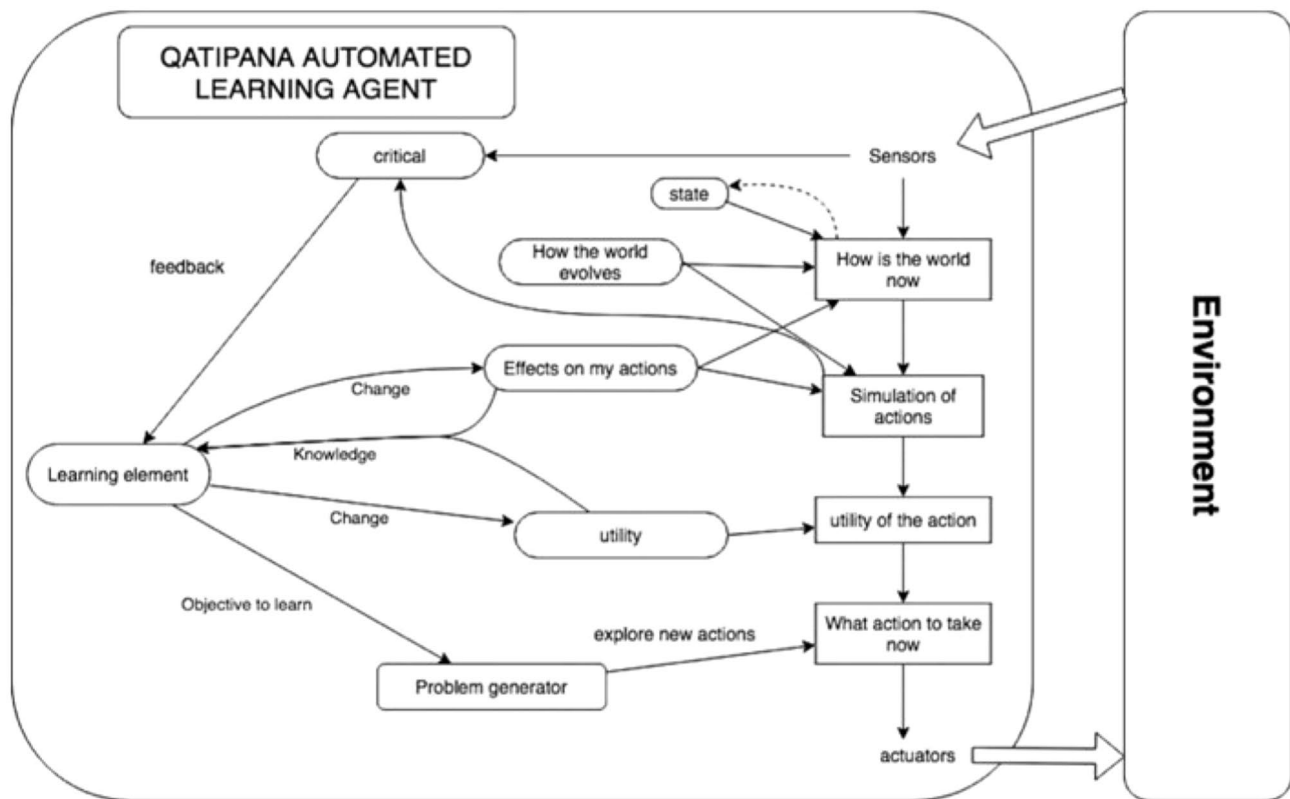 QATIPANA AUTOMATED
LEARNING AGENT
critical
Sensors
state
How the world
evolves
How is the world
now
feedback
Effects on my actions
Change
Simulation of
actions
Learning element
Knowledge
Change
utility
utility of the action
Objective to learn
explore new actions
What action to take
now
Problem generator
actuators
Environment